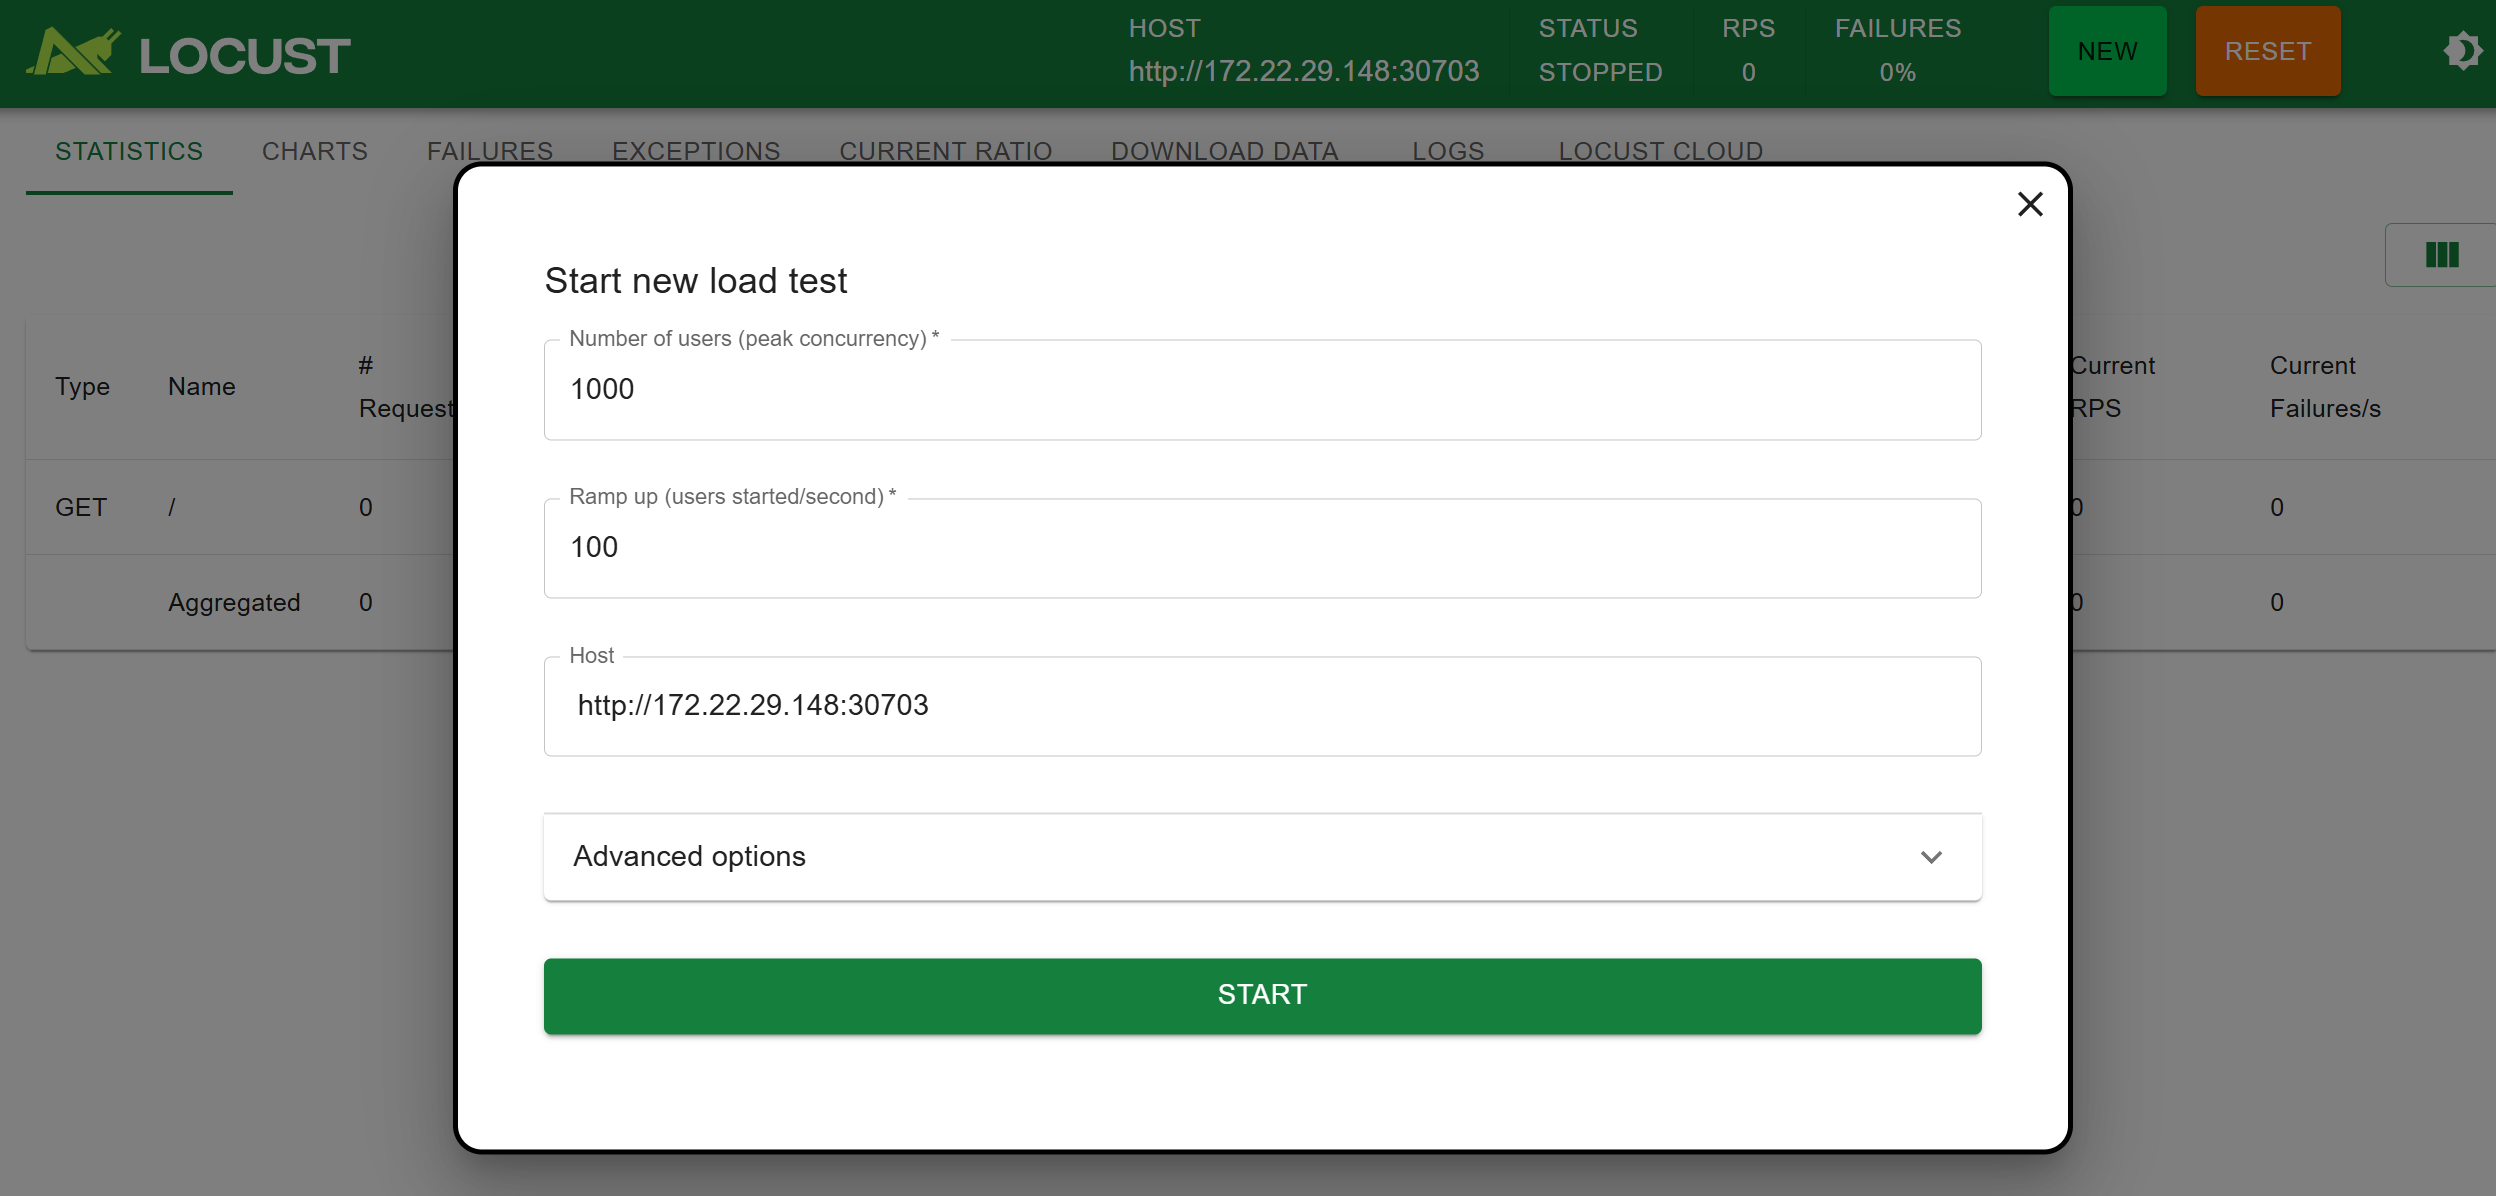 LOCUST
HOST
http://172.22.29.148:30703
STATUS
STOPPED
RPS
0
FAILURES
0%
NEW
RESET
STATISTICS CHARTS FAILURES EXCEPTIONS CURRENT RATIO DOWNLOAD DATA LOGS LOCUST CLOUD
Start new load test
Number of users (peak concurrency) *
1000
Ramp up (users started/second) *
100
Host
http://172.22.29.148:30703
Advanced options
START
Type Name # Request Current RPS Current Failures/s
GET / 0 0 0
Aggregated 0 0 0